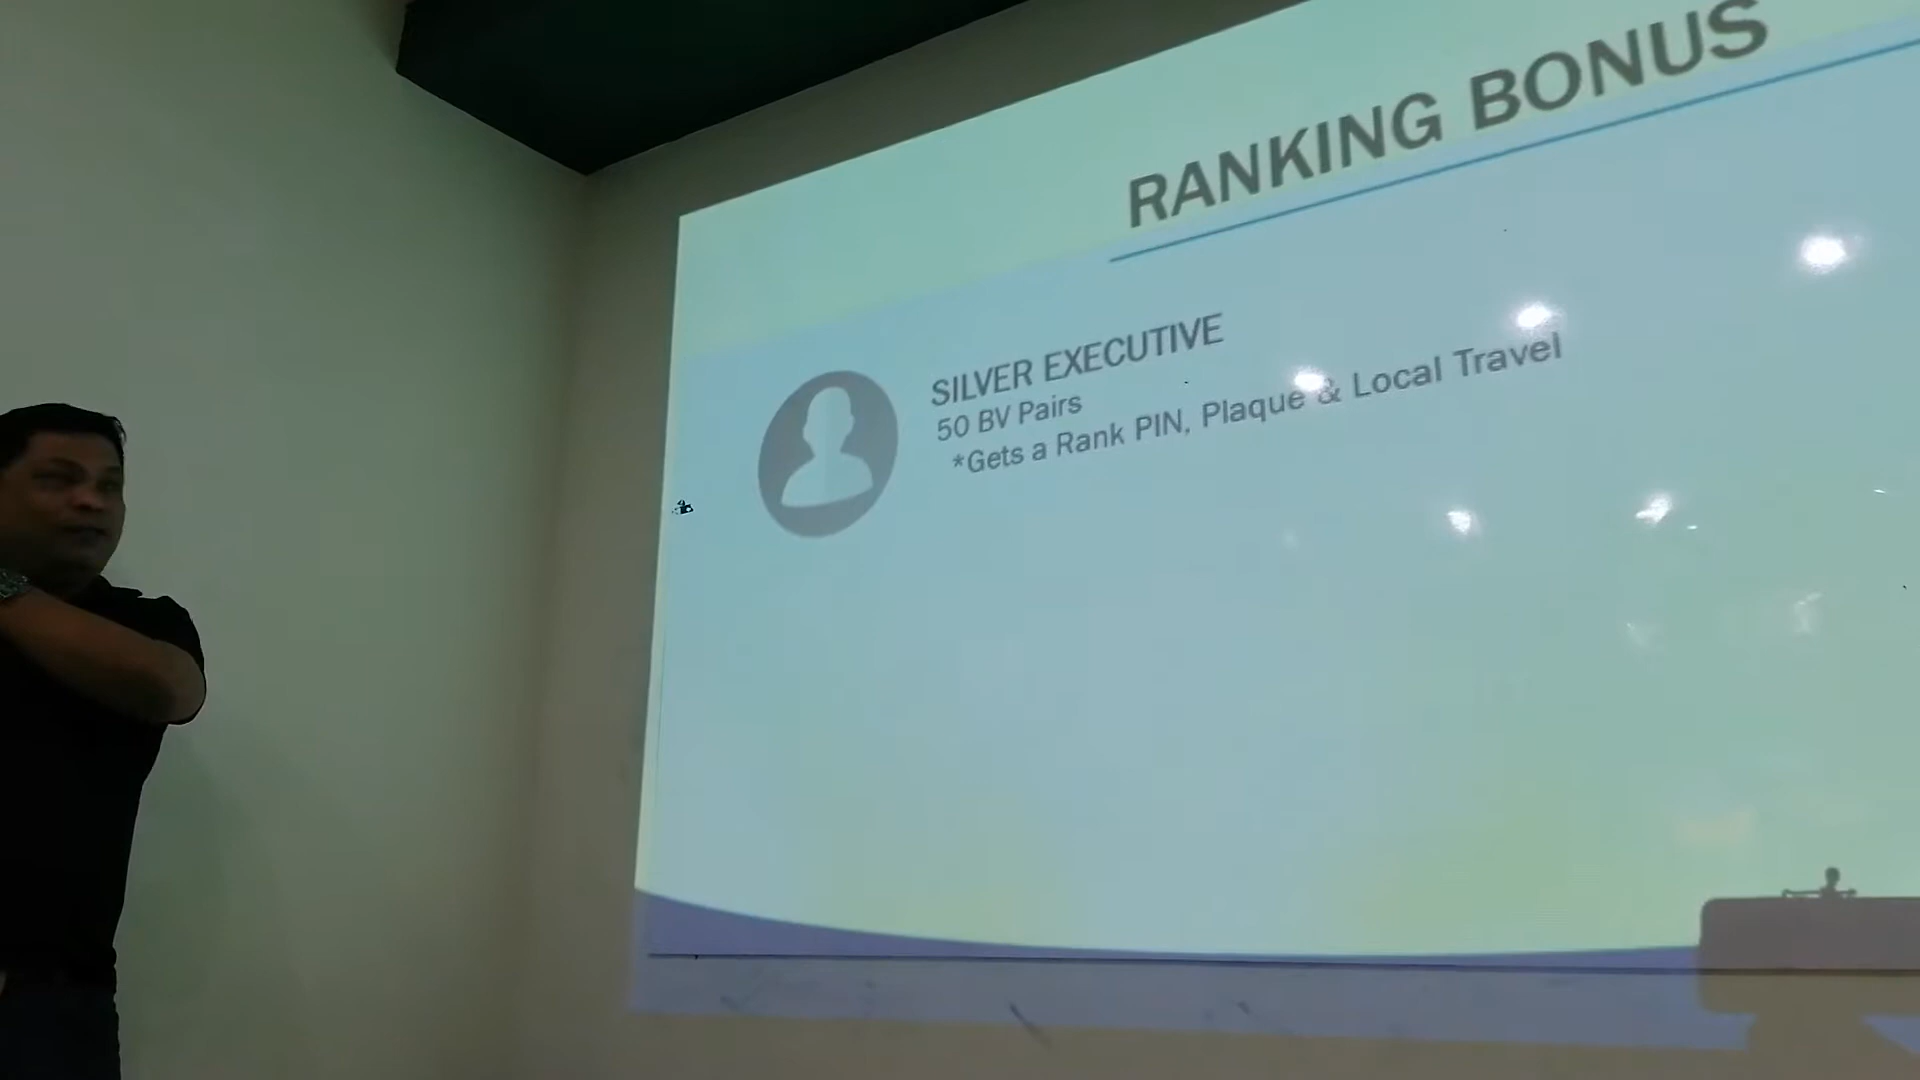 RANKING BONUS
SILVER EXECUTIVE
50 BV Pairs
*Gets a Rank PIN, Plaque & Local Travel